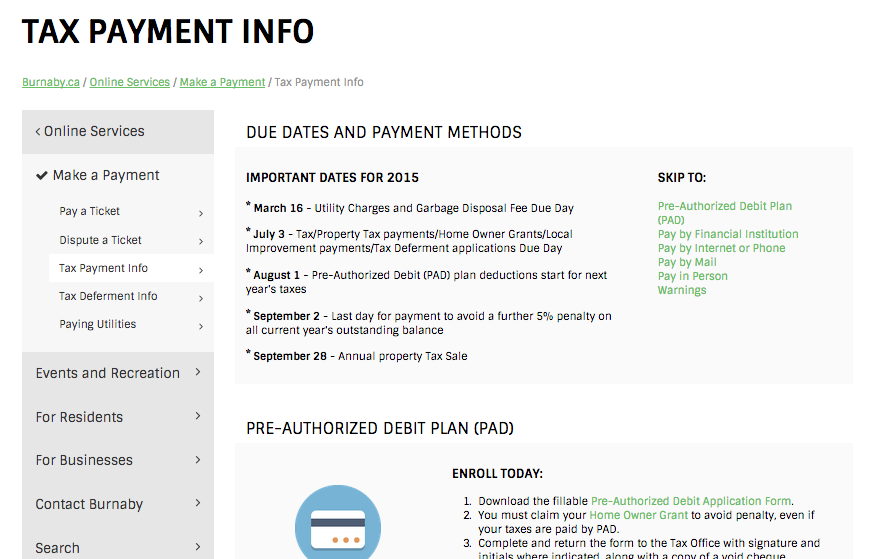 TAX PAYMENT INFO
Burnaby.ca / Online Services / Make a Payment / Tax Payment Info
‹ Online Services
Make a Payment
Pay a Ticket
Dispute a Ticket
Tax Payment Info
Tax Deferment Info
Paying Utilities
Events and Recreation
For Residents
For Businesses
Contact Burnaby
Search
DUE DATES AND PAYMENT METHODS
IMPORTANT DATES FOR 2015
* March 16 - Utility Charges and Garbage Disposal Fee Due Day
* July 3 - Tax/Property Tax payments/Home Owner Grants/Local
Improvement payments/Tax Deferment applications Due Day
* August 1 - Pre-Authorized Debit (PAD) plan deductions start for next
year's taxes
* September 2 - Last day for payment to avoid a further 5% penalty on
all current year's outstanding balance
* September 28 - Annual property Tax Sale
SKIP TO:
Pre-Authorized Debit Plan
(PAD)
Pay by Financial Institution
Pay by Internet or Phone
Pay by Mail
Pay in Person
Warnings
PRE-AUTHORIZED DEBIT PLAN (PAD)
ENROLL TODAY:
1. Download the fillable Pre-Authorized Debit Application Form.
2. You must claim your Home Owner Grant to avoid penalty, even if
your taxes are paid by PAD.
3. Complete and return the form to the Tax Office with signature and
initials where indicated, along with a copy of a void cheque